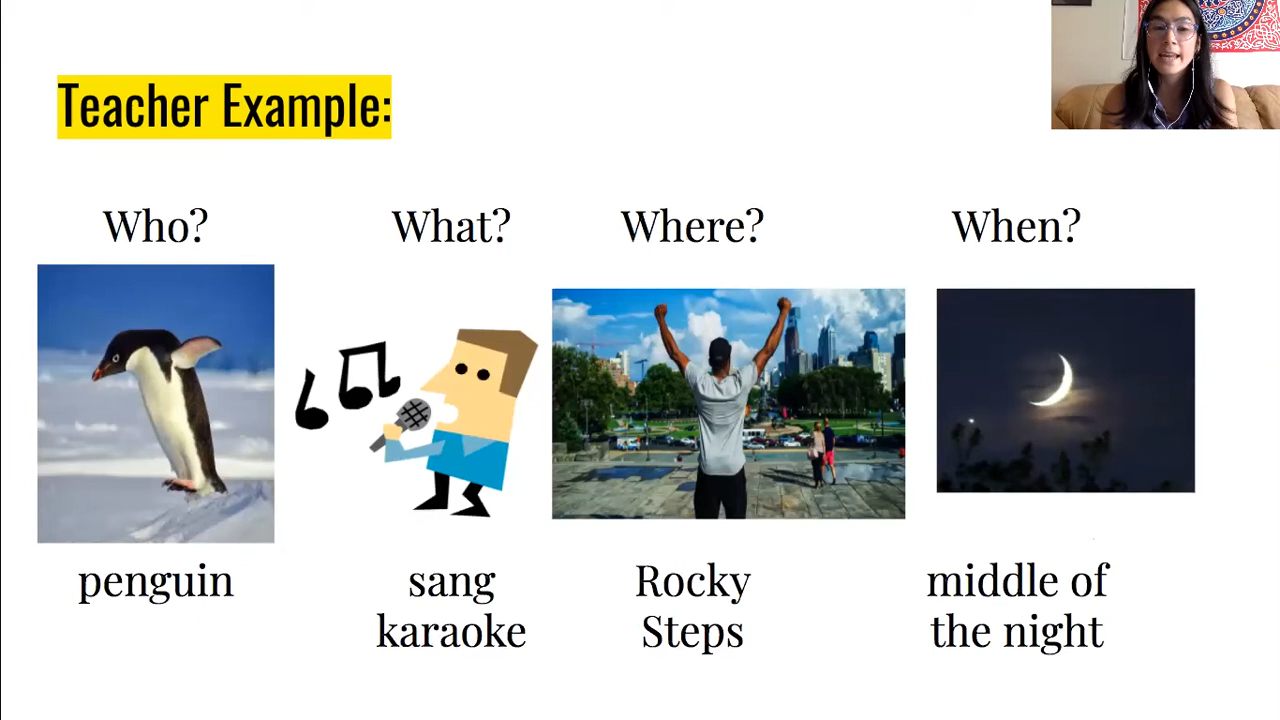 Teacher Example:
Who?
What?
Where?
When?
penguin
sang
karaoke
Rocky
Steps
middle of
the night